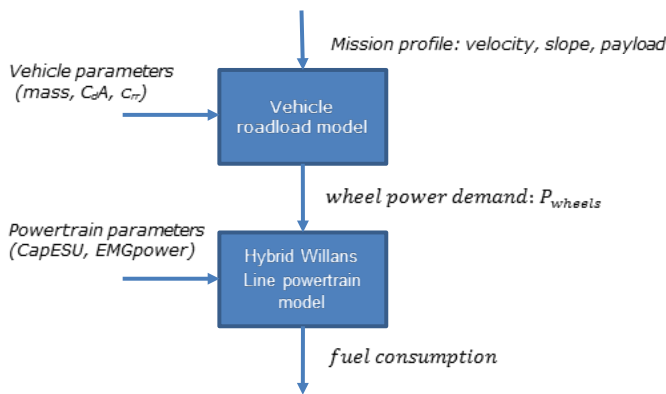 Mission profile: velocity, slope, payload
Vehicle parameters
(mass, CdA, crr)
Vehicle
roadload model
wheel power demand: Pwheels
Powertrain parameters
(CapESU, EMGpower)
Hybrid Willans
Line powertrain
model
fuel consumption